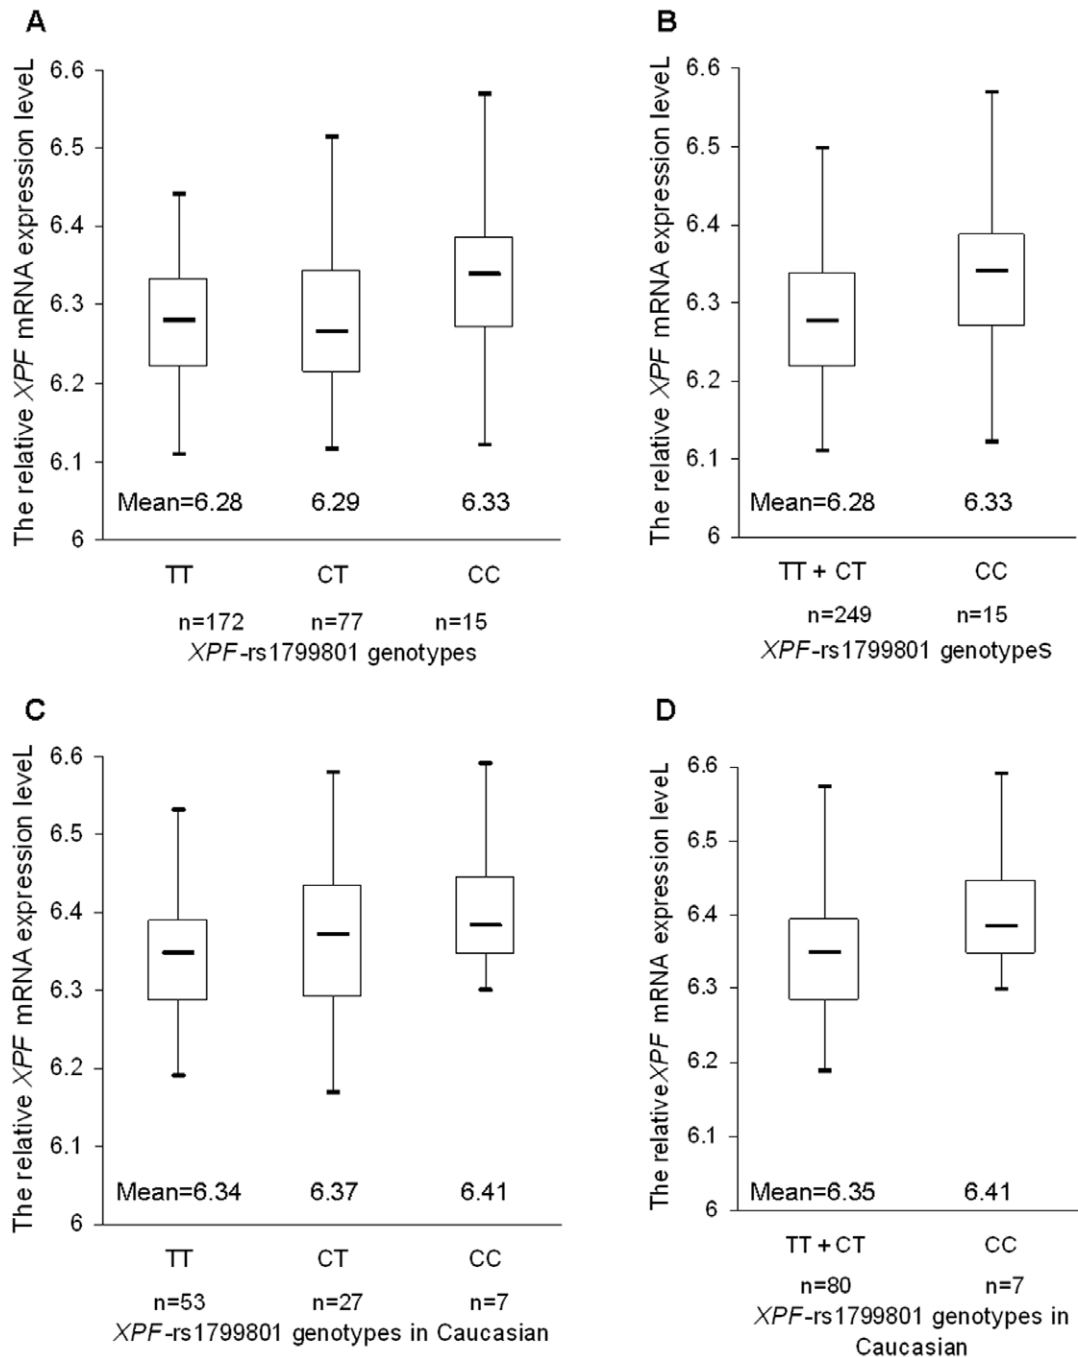 A
The relative XPF mRNA expression leveL
6.6
6.5
6.4
6.3
6.2
6.1
6
Mean=6.28 6.29 6.33
TT CT CC
n=172 n=77 n=15
XPF-rs1799801 genotypes
B
The relative XPF mRNA expression leveL
6.6
6.5
6.4
6.3
6.2
6.1
6
Mean=6.28 6.33
TT + CT CC
n=249 n=15
XPF-rs1799801 genotypeS
C
The relative XPF mRNA expression leveL
6.6
6.5
6.4
6.3
6.2
6.1
6
Mean=6.34 6.37 6.41
TT CT CC
n=53 n=27 n=7
XPF-rs1799801 genotypes in Caucasian
D
The relative XPF mRNA expression leveL
6.6
6.5
6.4
6.3
6.2
6.1
6
Mean=6.35 6.41
TT + CT CC
n=80 n=7
XPF-rs1799801 genotypes in
Caucasian